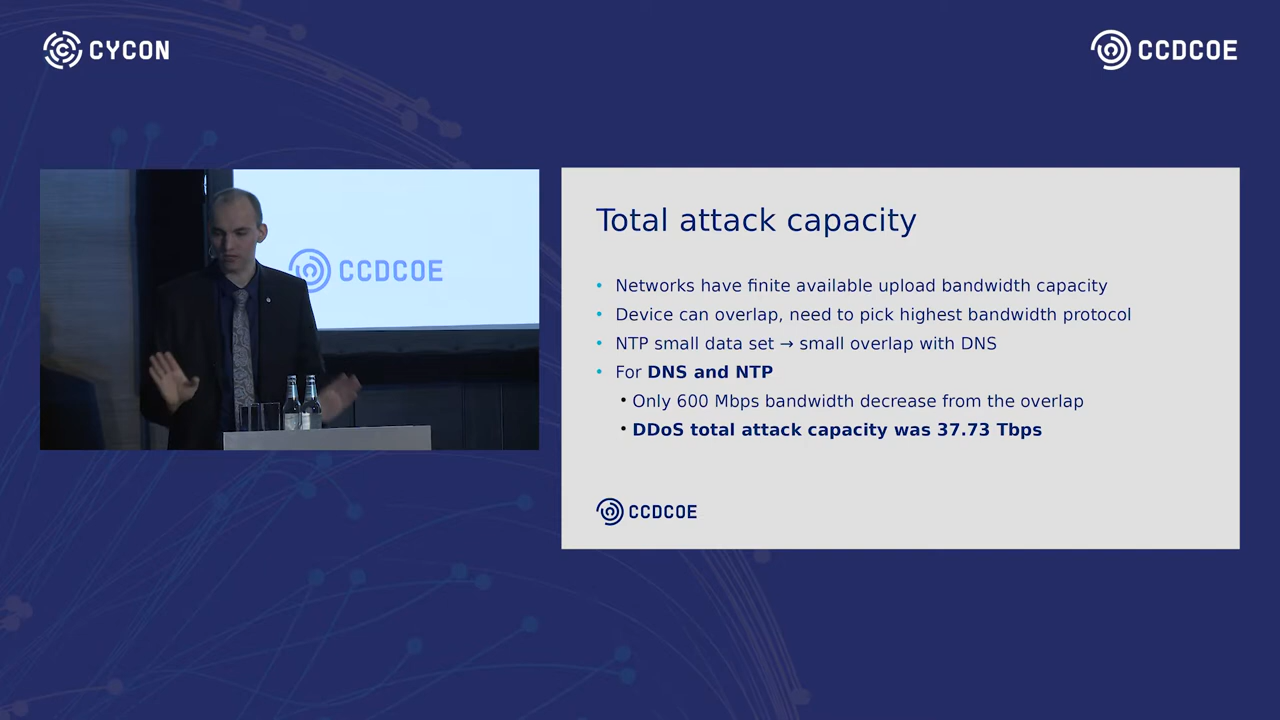 CYCON
CCDCOE
CCDCOE
Total attack capacity
• Networks have finite available upload bandwidth capacity
• Device can overlap, need to pick highest bandwidth protocol
• NTP small data set → small overlap with DNS
• For DNS and NTP
• Only 600 Mbps bandwidth decrease from the overlap
• DDoS total attack capacity was 37.73 Tbps
CCDCOE